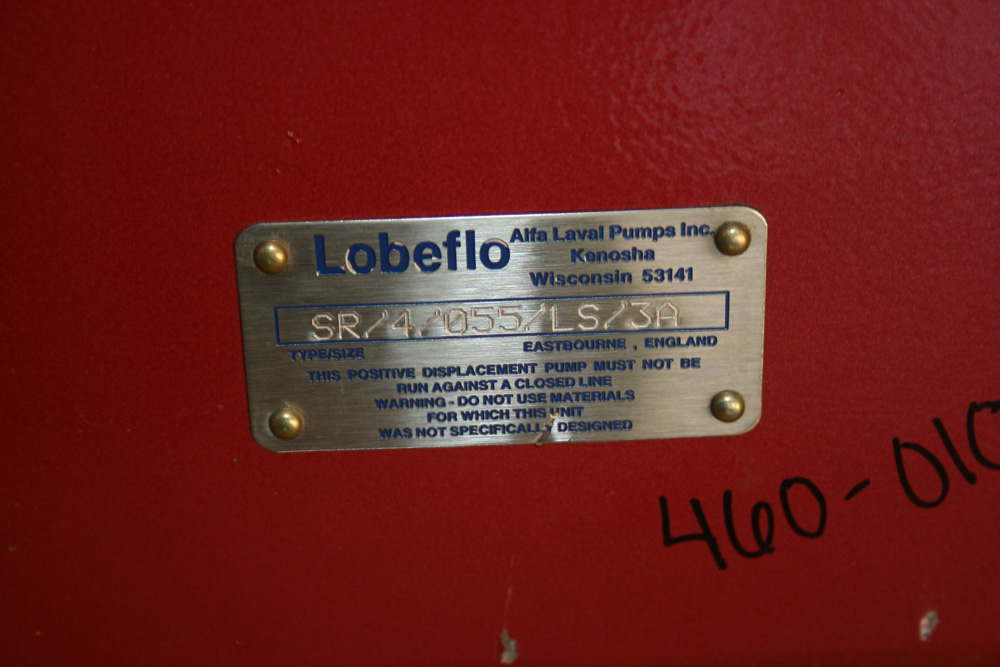 Lobeflo
Alfa Laval Pumps Inc.
Kenosha
Wisconsin 53141
SR/4/055/LS/3A
TYPE/SIZE
EASTBOURNE, ENGLAND
THIS POSITIVE DISPLACEMENT PUMP MUST NOT BE
RUN AGAINST A CLOSED LINE
WARNING - DO NOT USE MATERIALS
FOR WHICH THIS UNIT
WAS NOT SPECIFICALLY DESIGNED
460-010